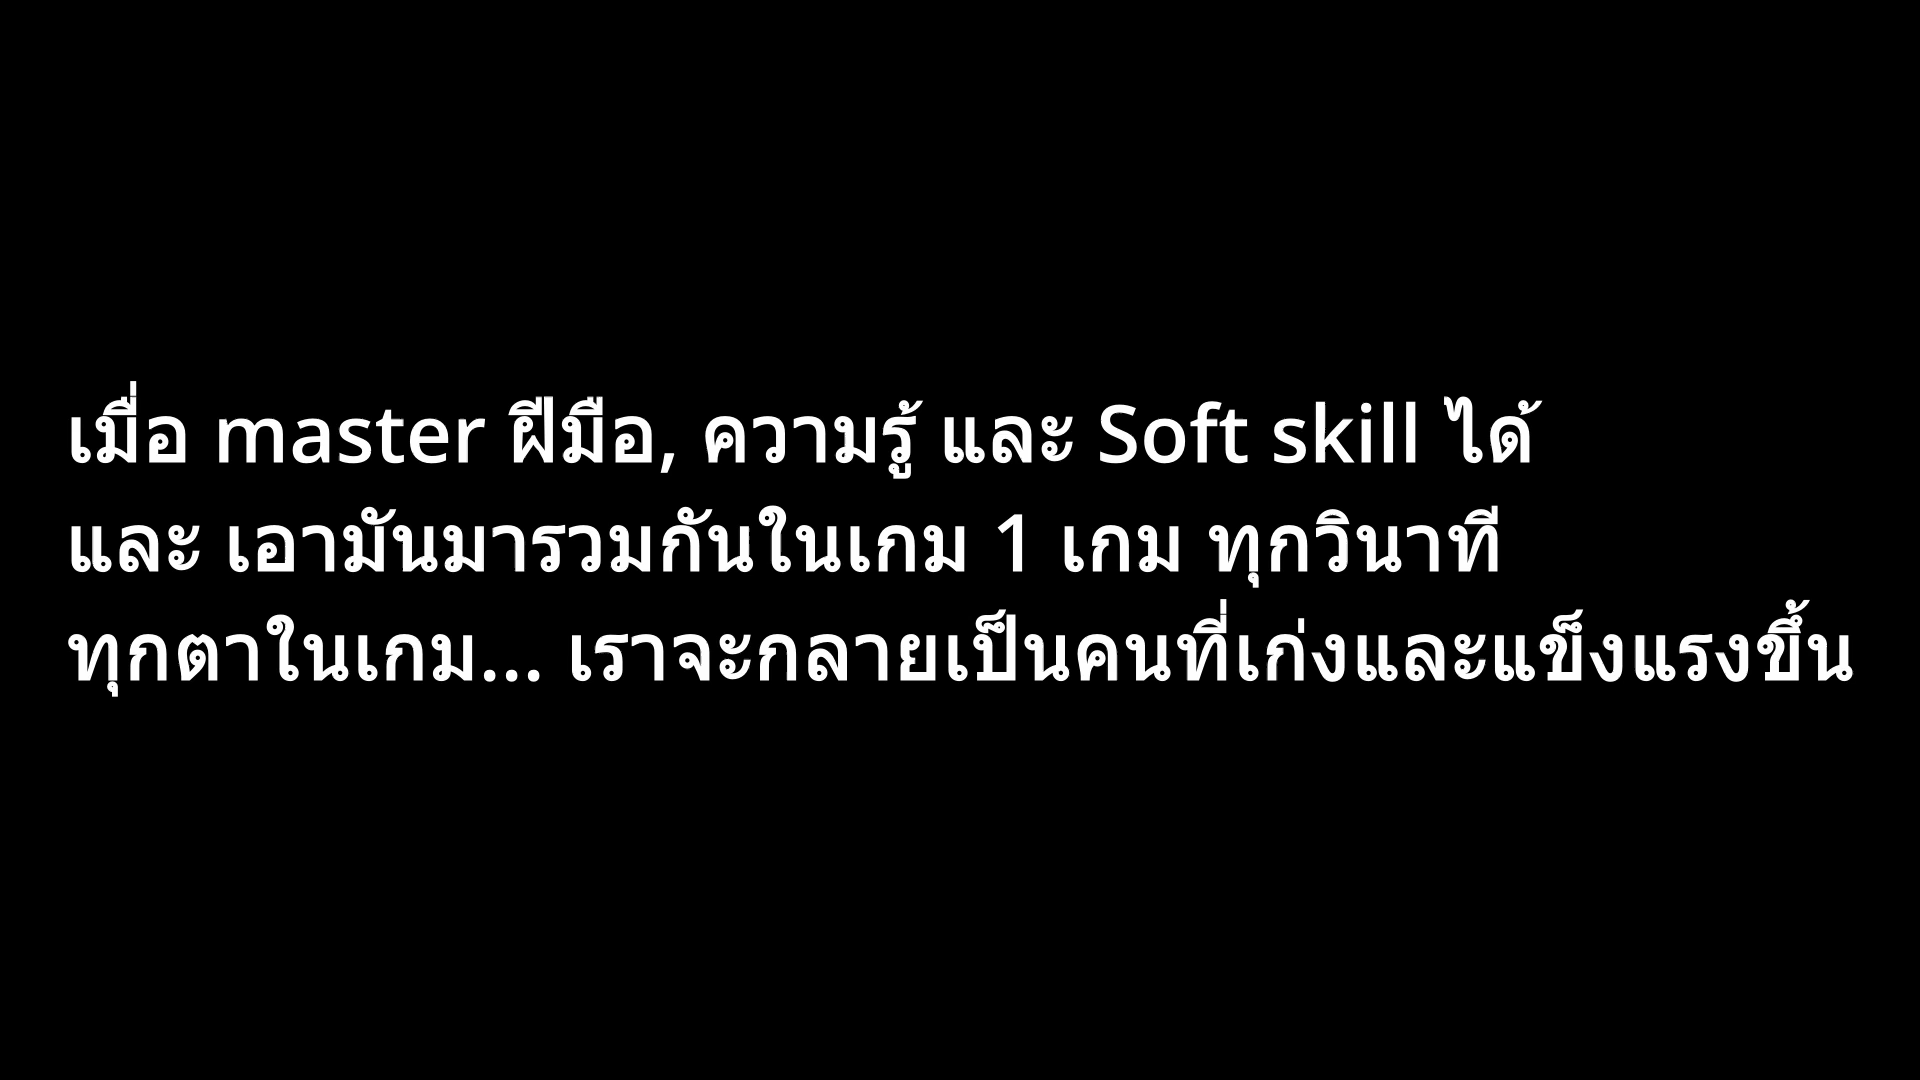 เมื่อ master ฝีมือ, ความรู้ และ Soft skill ได้
และ เอามันมารวมกันในเกม 1 เกม ทุกวินาที
ทุกตาในเกม... เราจะกลายเป็นคนที่เก่งและแข็งแรงขึ้น